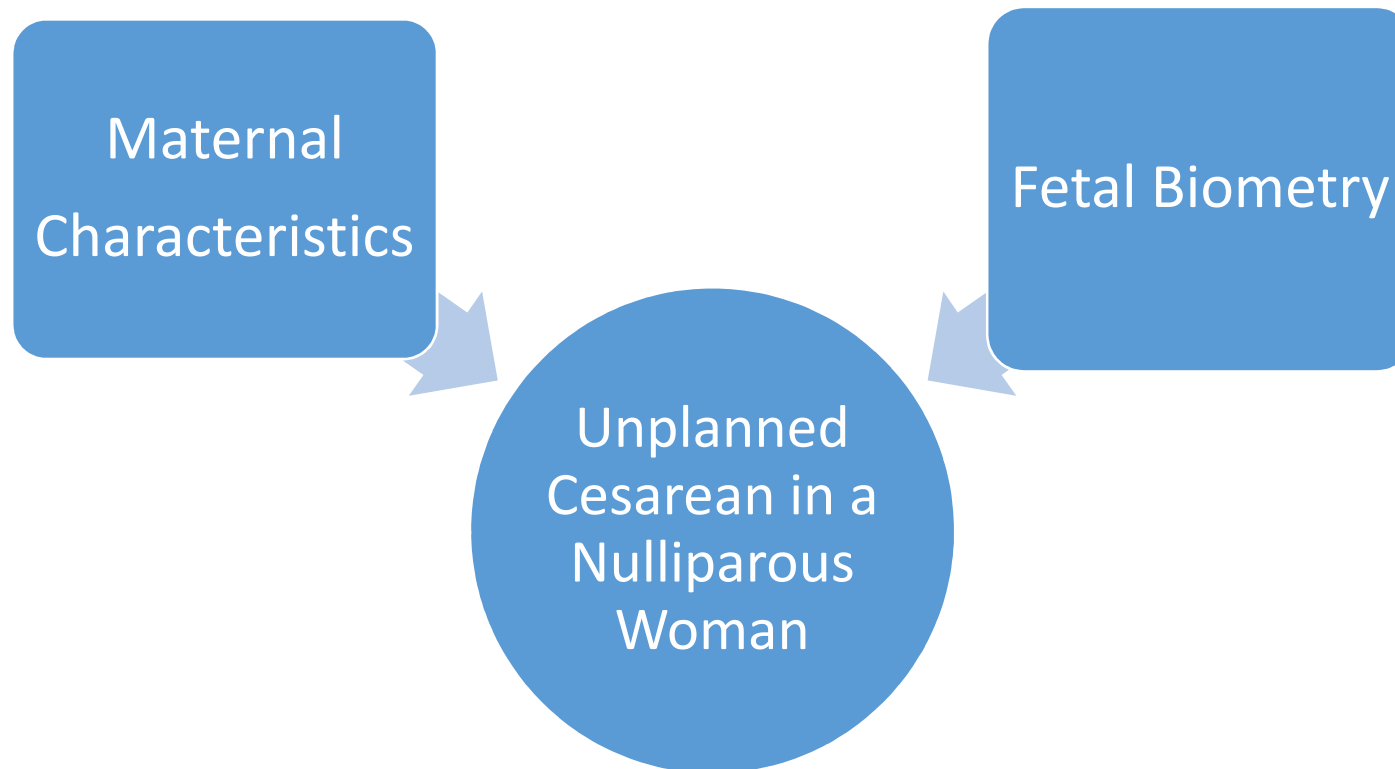 Maternal
Characteristics
Fetal Biometry
Unplanned
Cesarean in a
Nulliparous
Woman